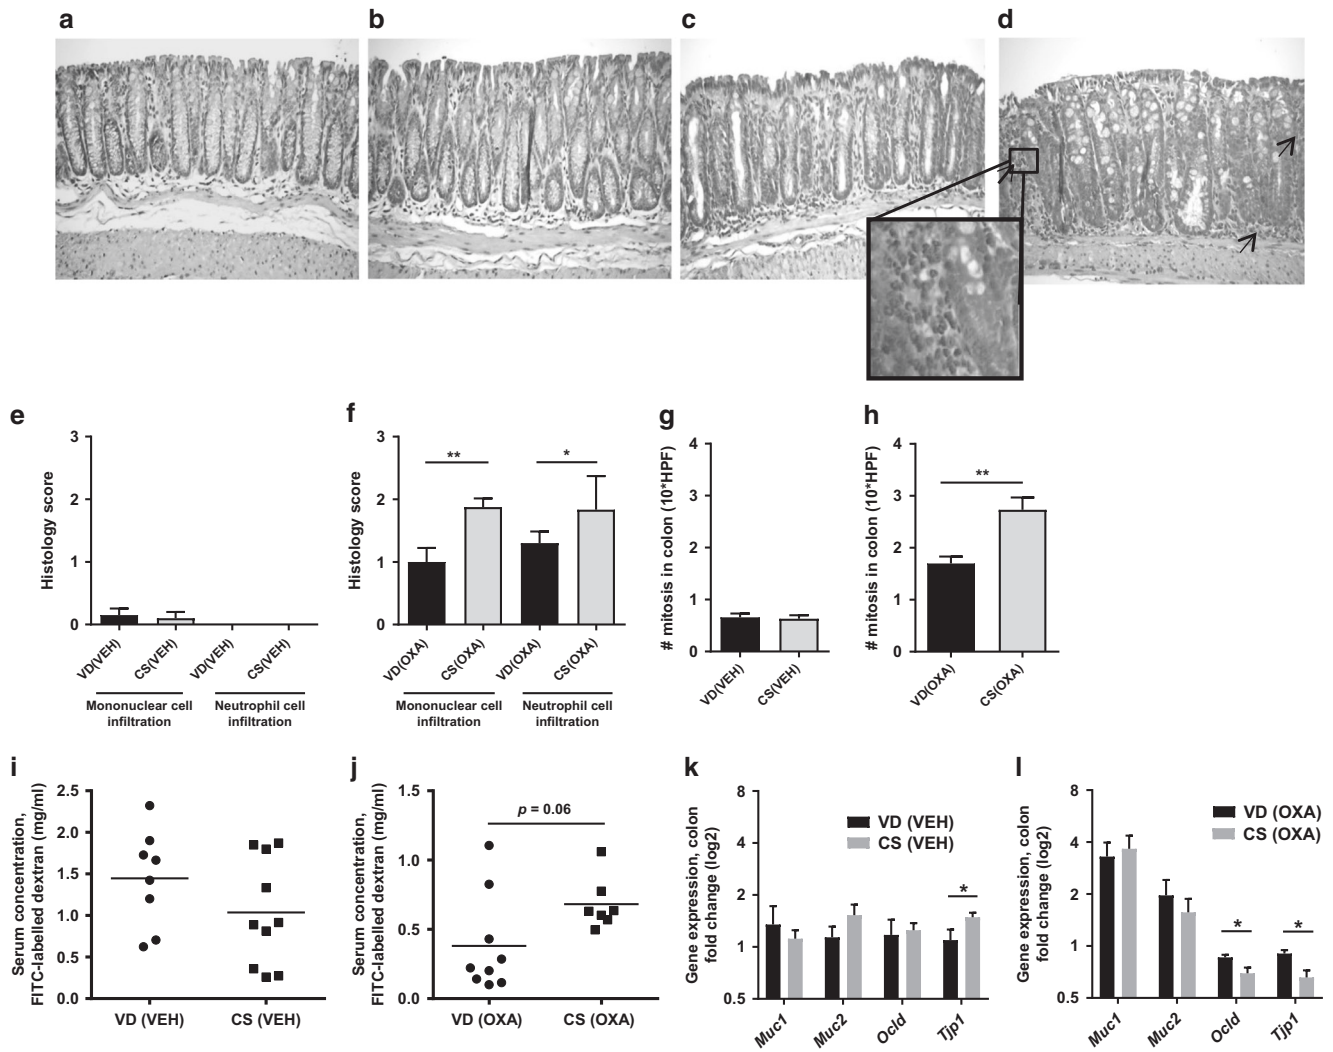 a
b
c
d
e
Histology score
3
2
1
0
VD(VEH)
CS(VEH)
VD(VEH)
CS(VEH)
Mononuclear cell
infiltration
Neutrophil cell
infiltration
f
Histology score
3
2
1
0
**
*
VD(OXA)
CS(OXA)
VD(OXA)
CS(OXA)
Mononuclear cell
infiltration
Neutrophil cell
infiltration
g
# mitosis in colon (10*HPF)
4
3
2
1
0
VD(VEH)
CS(VEH)
h
# mitosis in colon (10*HPF)
4
3
2
1
0
**
VD(OXA)
CS(OXA)
i
Serum concentration,
FITC-labelled dextran (mg/ml)
2.5
2.0
1.5
1.0
0.5
0.0
VD (VEH)
CS (VEH)
j
Serum concentration,
FITC-labelled dextran (mg/ml)
1.5
1.0
0.5
0.0
p = 0.06
VD (OXA)
CS (OXA)
k
Gene expression, colon
fold change (log2)
8
4
2
1
0.5
VD (VEH)
CS (VEH)
*
Muc1
Muc2
Ocld
Tjp1
l
Gene expression, colon
fold change (log2)
8
4
2
1
0.5
VD (OXA)
CS (OXA)
*
*
Muc1
Muc2
Ocld
Tjp1